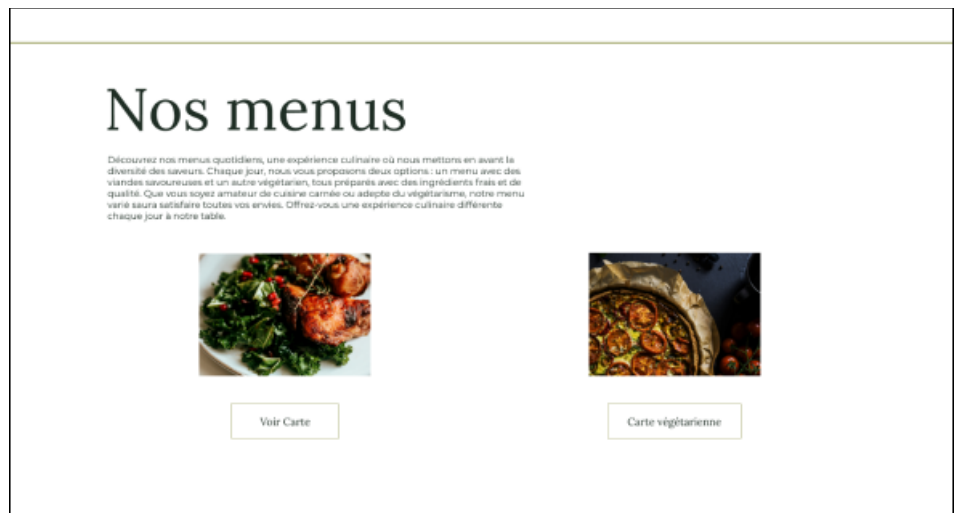 Nos menus
Découvrez nos menus quotidiens, une expérience culinaire où nous mettons en avant la
diversité des saveurs. Chaque jour, nous vous proposons deux options : un menu avec des
viandes savoureuses et un autre végétarien, tous préparés avec des ingrédients frais et de
qualité. Que vous soyez amateur de cuisine carnée ou adepte du végétarisme, notre menu
varié saura satisfaire toutes vos envies. Offrez-vous une expérience culinaire différente
chaque jour à notre table.
Voir Carte
Carte végétarienne